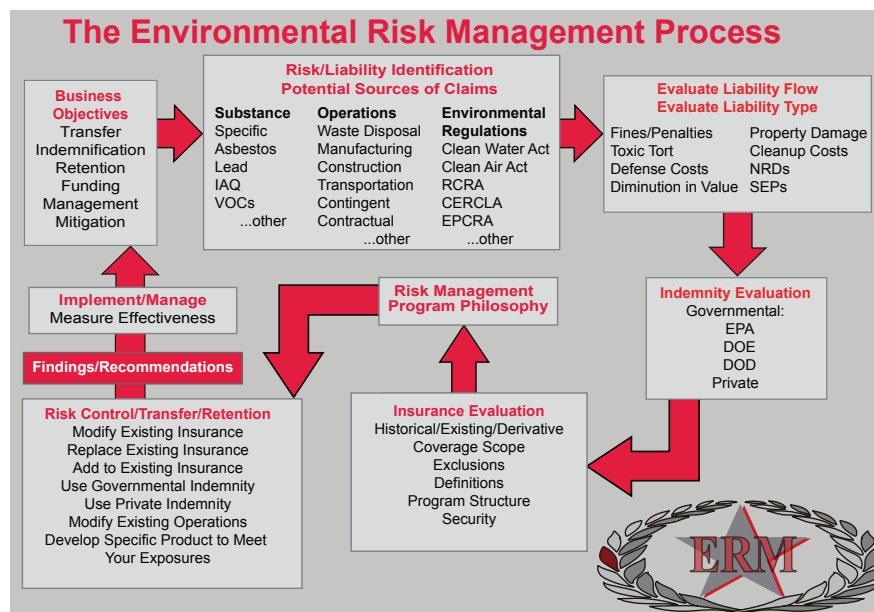 The Environmental Risk Management Process
Business
Objectives
Transfer
Indemnification
Retention
Funding
Management
Mitigation
Risk/Liability Identification
Potential Sources of Claims
Substance
Specific
Asbestos
Lead
IAQ
VOCs
...other
Operations
Waste Disposal
Manufacturing
Construction
Transportation
Contingent
Contractual
...other
Environmental
Regulations
Clean Water Act
Clean Air Act
RCRA
CERCLA
EPCRA
...other
Evaluate Liability Flow
Evaluate Liability Type
Fines/Penalties
Toxic Tort
Defense Costs
Diminution in Value
Property Damage
Cleanup Costs
NRDs
SEPs
Indemnity Evaluation
Governmental:
EPA
DOE
DOD
Private
Insurance Evaluation
Historical/Existing/Derivative
Coverage Scope
Exclusions
Definitions
Program Structure
Security
Risk Management
Program Philosophy
Risk Control/Transfer/Retention
Modify Existing Insurance
Replace Existing Insurance
Add to Existing Insurance
Use Governmental Indemnity
Use Private Indemnity
Modify Existing Operations
Develop Specific Product to Meet
Your Exposures
Findings/Recommendations
Implement/Manage
Measure Effectiveness
ERM